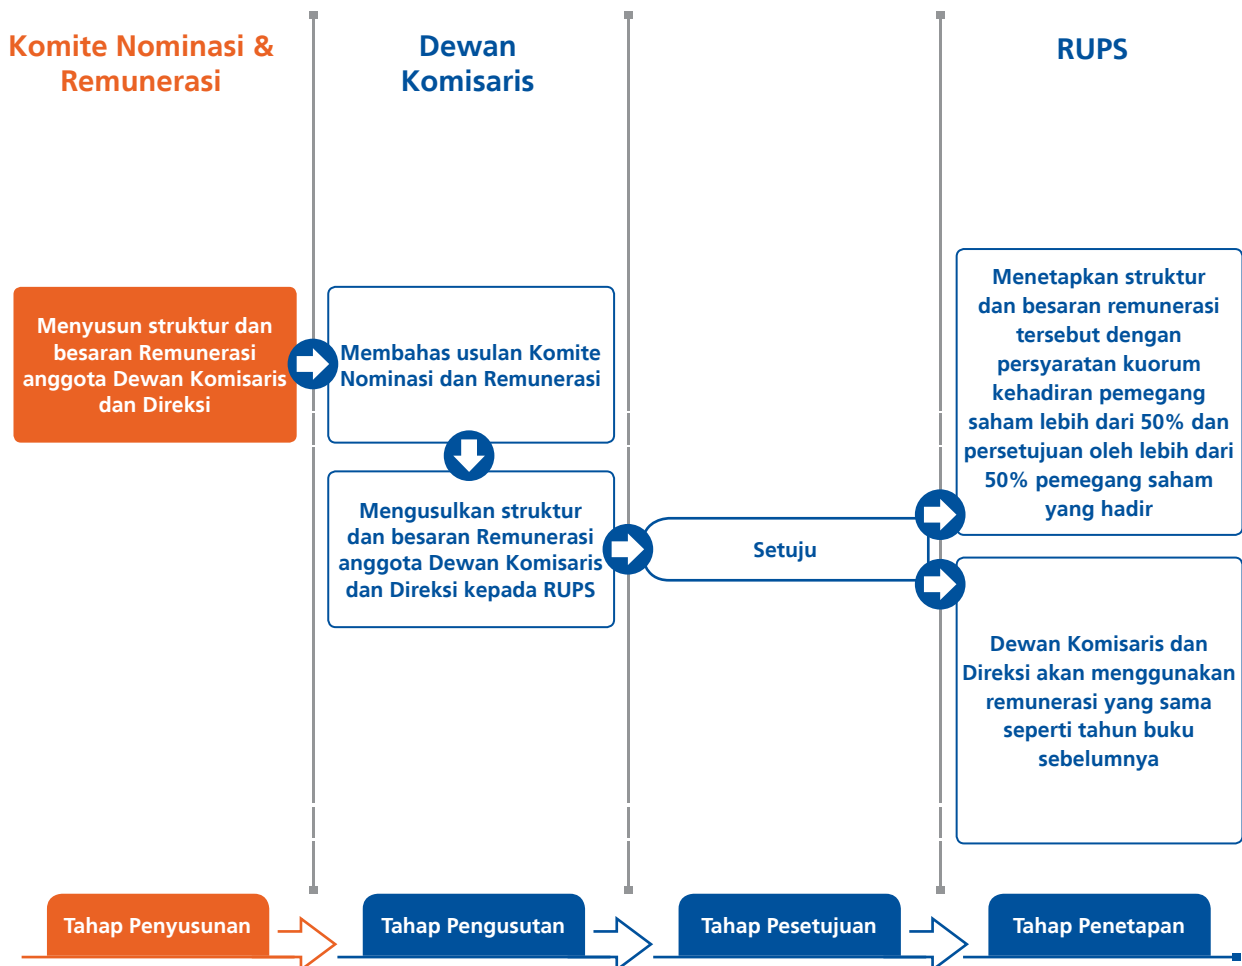 Komite Nominasi &
Remunerasi
Dewan
Komisaris
RUPS
Menyusun struktur dan
besaran Remunerasi
anggota Dewan Komisaris
dan Direksi
Membahas usulan Komite
Nominasi dan Remunerasi
Mengusulkan struktur
dan besaran Remunerasi
anggota Dewan Komisaris
dan Direksi kepada RUPS
Setuju
Menetapkan struktur
dan besaran remunerasi
tersebut dengan
persyaratan kuorum
kehadiran pemegang
saham lebih dari 50% dan
persetujuan oleh lebih dari
50% pemegang saham
yang hadir
Dewan Komisaris dan
Direksi akan menggunakan
remunerasi yang sama
seperti tahun buku
sebelumnya
Tahap Penyusunan
Tahap Pengusutan
Tahap Pesetujuan
Tahap Penetapan